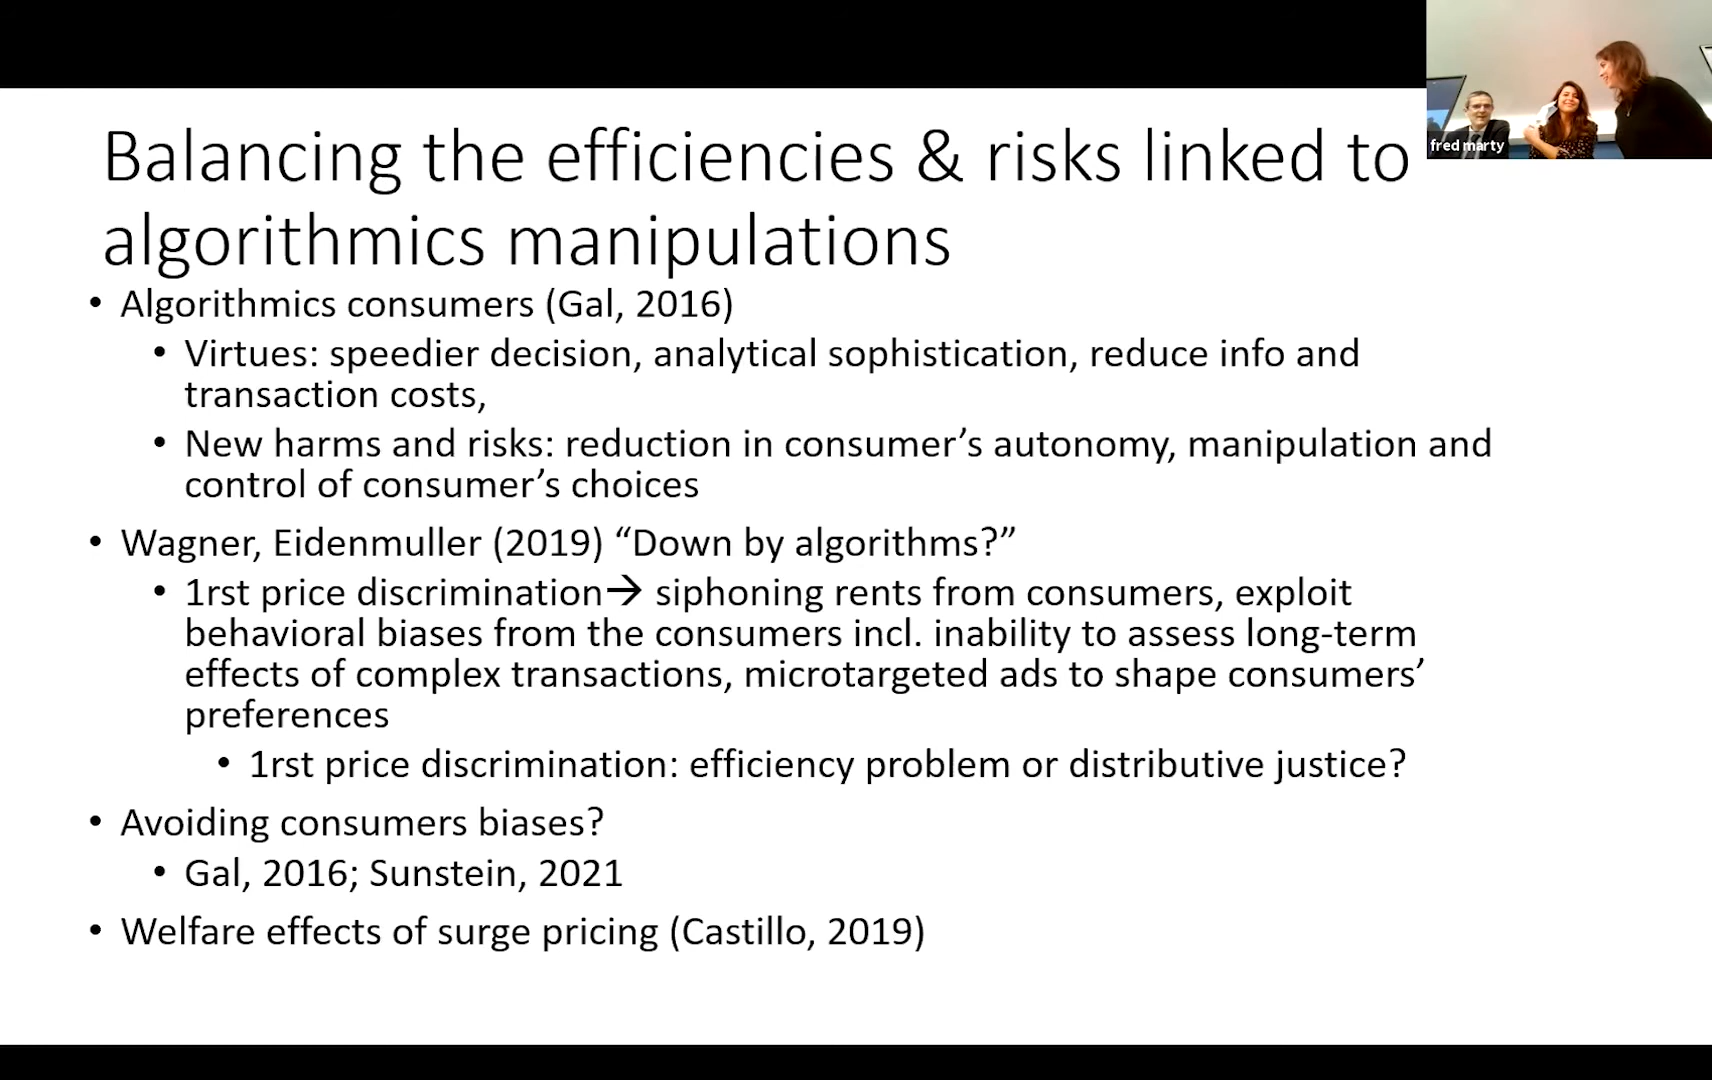 fred marty
Balancing the efficiencies & risks linked to
algorithmics manipulations
• Algorithmics consumers (Gal, 2016)
• Virtues: speedier decision, analytical sophistication, reduce info and
transaction costs,
• New harms and risks: reduction in consumer’s autonomy, manipulation and
control of consumer’s choices
• Wagner, Eidenmuller (2019) “Down by algorithms?”
• 1rst price discrimination→ siphoning rents from consumers, exploit
behavioral biases from the consumers incl. inability to assess long-term
effects of complex transactions, microtargeted ads to shape consumers’
preferences
• 1rst price discrimination: efficiency problem or distributive justice?
• Avoiding consumers biases?
• Gal, 2016; Sunstein, 2021
• Welfare effects of surge pricing (Castillo, 2019)